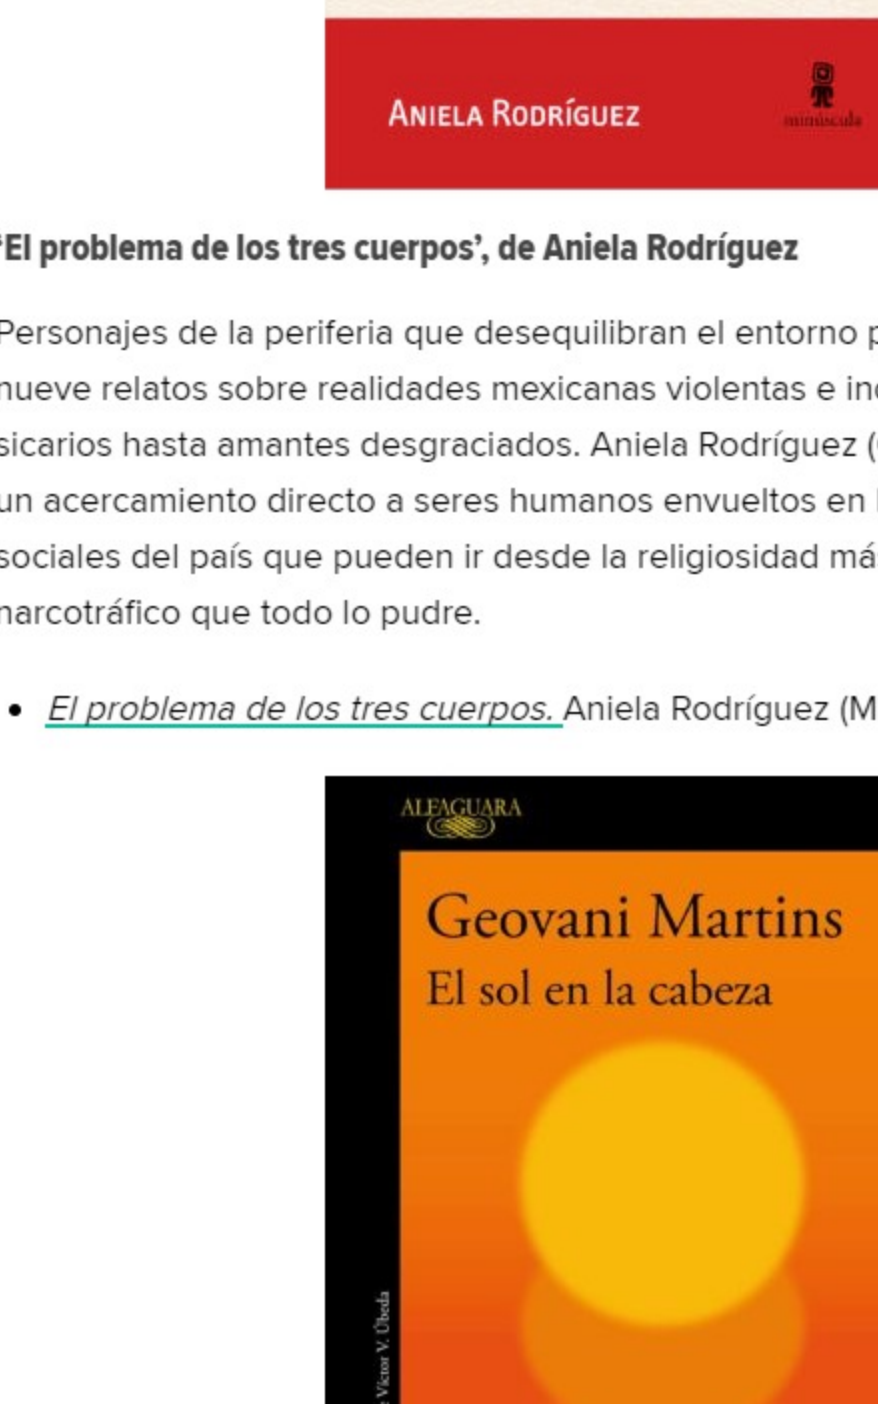 ANIELA RODRÍGUEZ
minúscula
‘El problema de los tres cuerpos’, de Aniela Rodríguez
Personajes de la periferia que desequilibran el entorno
nueve relatos sobre realidades mexicanas violentas e
sicarios hasta amantes desgraciados. Aniela Rodríguez (
un acercamiento directo a seres humanos envueltos en
sociales del país que pueden ir desde la religiosidad más
narcotráfico que todo lo pudre.
• El problema de los tres cuerpos. Aniela Rodríguez (M
ALFAGUARA
Geovani Martins
El sol en la cabeza
Víctor V. Úbeda